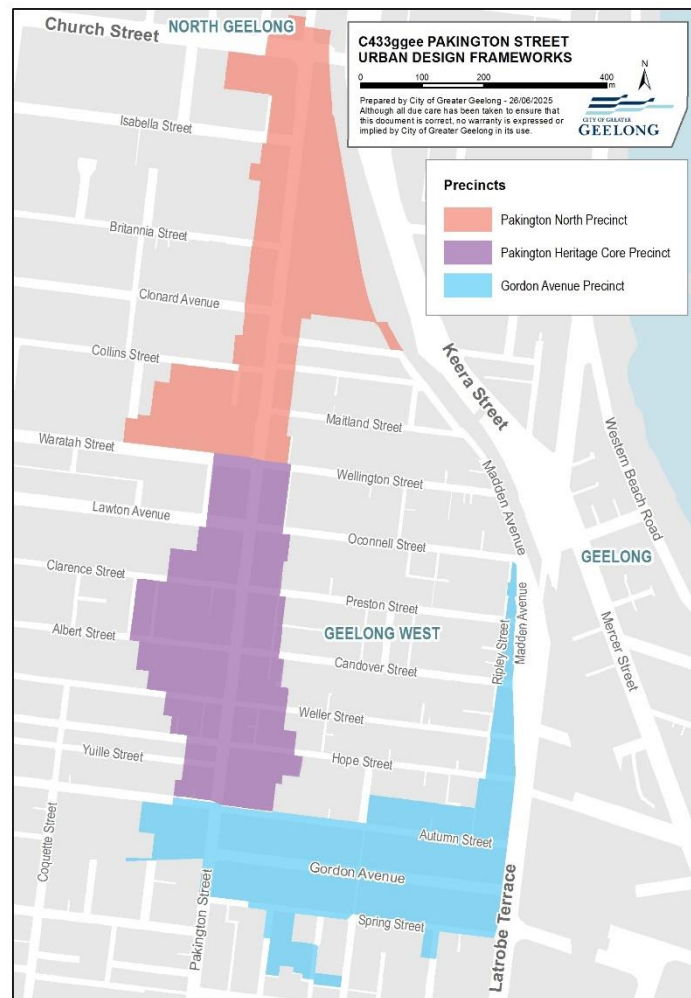 Church Street
NORTH GEELONG
C433ggee PAKINGTON STREET
URBAN DESIGN FRAMEWORKS
0 100 200 400
m
N
Prepared by City of Greater Geelong - 26/06/2025
Although all due care has been taken to ensure that
this document is correct, no warranty is expressed or
implied by City of Greater Geelong in its use.
CITY OF GREATER
GEELONG
Precincts
Pakington North Precinct
Pakington Heritage Core Precinct
Gordon Avenue Precinct
Isabella Street
Britannia Street
Clonard Avenue
Collins Street
Keera Street
Maitland Street
Waratah Street
Western Beach Road
Wellington Street
Madden Avenue
Lawton Avenue
Oconnell Street
GEELONG
Clarence Street
Preston Street
Ripley Street
Madden Avenue
Mercer Street
Albert Street
GEELONG WEST
Candover Street
Weller Street
Yuille Street
Hope Street
Coquette Street
Autumn Street
Gordon Avenue
Pakington Street
Spring Street
Latrobe Terrace